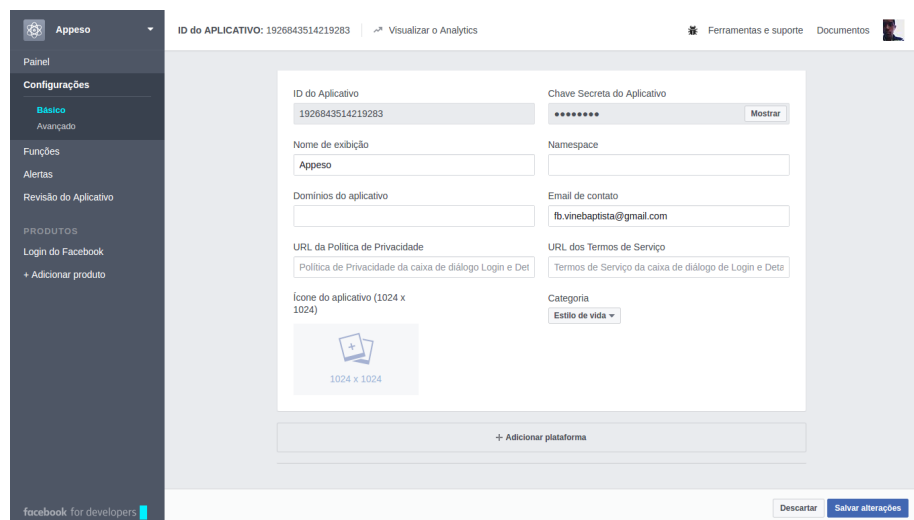 Appeso
ID do APLICATIVO: 1926843514219283
Visualizar o Analytics
Ferramentas e suporte
Documentos
Painel
Configurações
Básico
Avançado
Funções
Alertas
Revisão do Aplicativo
PRODUTOS
Login do Facebook
+ Adicionar produto
facebook for developers
ID do Aplicativo
1926843514219283
Chave Secreta do Aplicativo
●●●●●●●●
Mostrar
Nome de exibição
Appeso
Namespace
Domínios do aplicativo
Email de contato
fb.vinebaptista@gmail.com
URL da Política de Privacidade
Política de Privacidade da caixa de diálogo Login e Det
URL dos Termos de Serviço
Termos de Serviço da caixa de diálogo de Login e Deta
Ícone do aplicativo (1024 x
1024)
1024 x 1024
Categoria
Estilo de vida
+ Adicionar plataforma
Descartar
Salvar alterações